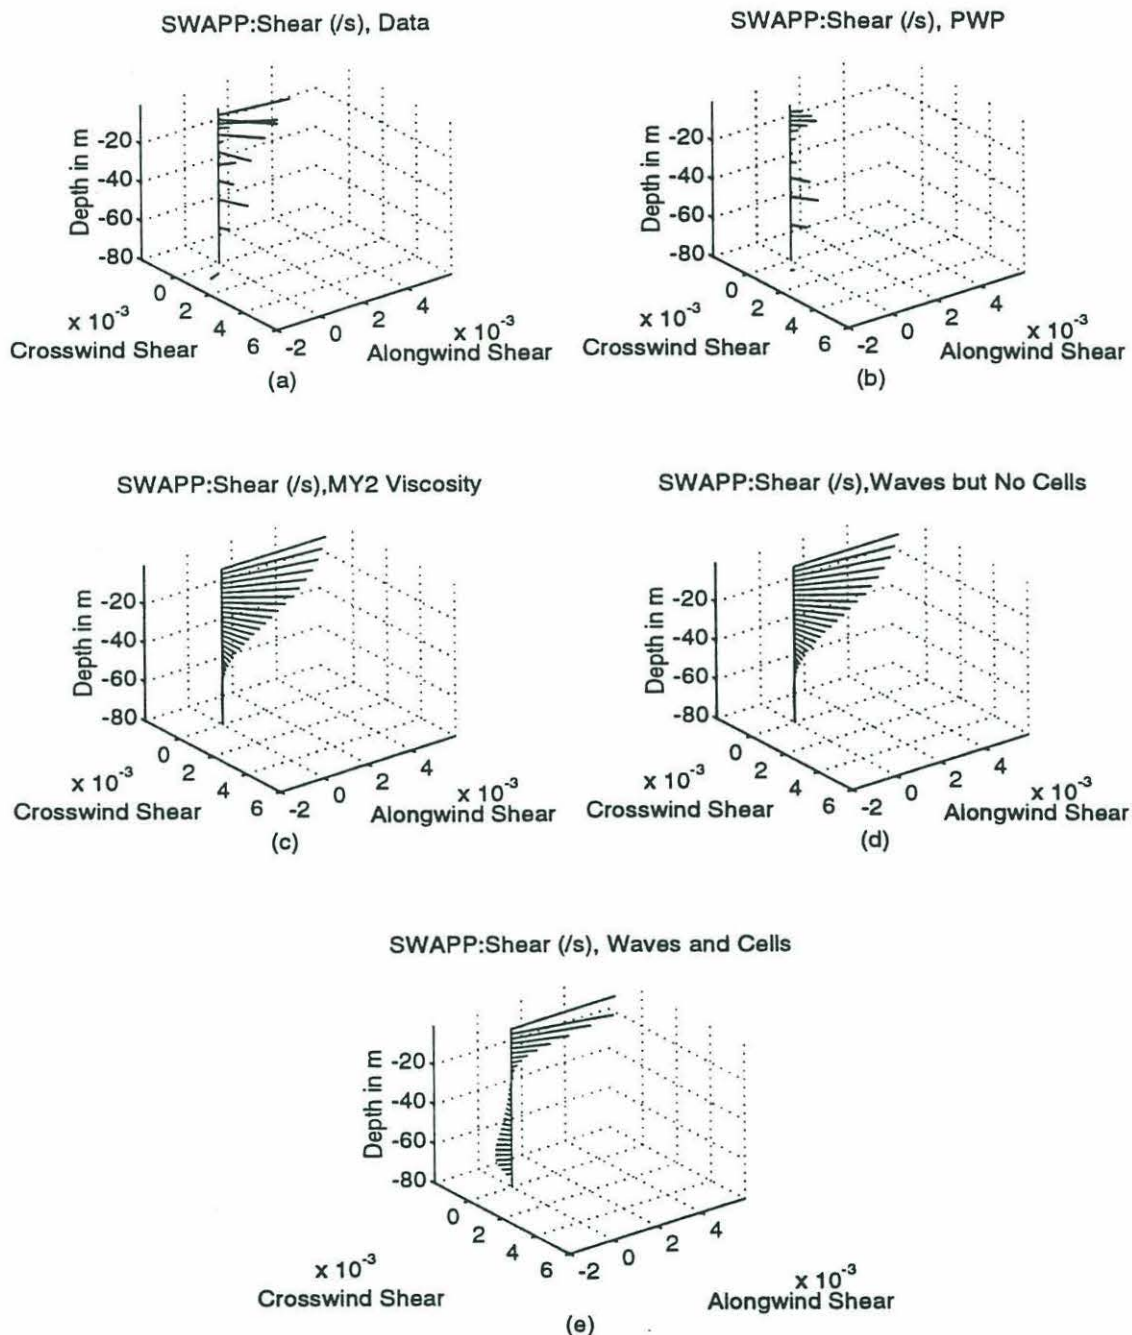 SWAPP:Shear (/s), Data
-20
-40
-60
-80
Depth in m
0
2
4
6
x 10-3
Crosswind Shear
-2
0
2
4
x 10-3
Alongwind Shear
(a)
SWAPP:Shear (/s), PWP
-20
-40
-60
-80
Depth in m
0
2
4
6
x 10-3
Crosswind Shear
-2
0
2
4
x 10-3
Alongwind Shear
(b)
SWAPP:Shear (/s),MY2 Viscosity
-20
-40
-60
-80
Depth in m
0
2
4
6
x 10-3
Crosswind Shear
-2
0
2
4
x 10-3
Alongwind Shear
(c)
SWAPP:Shear (/s),Waves but No Cells
-20
-40
-60
-80
Depth in m
0
2
4
6
x 10-3
Crosswind Shear
-2
0
2
4
x 10-3
Alongwind Shear
(d)
SWAPP:Shear (/s), Waves and Cells
-20
-40
-60
-80
Depth in m
0
2
4
6
x 10-3
Crosswind Shear
-2
0
2
4
x 10-3
Alongwind Shear
(e)